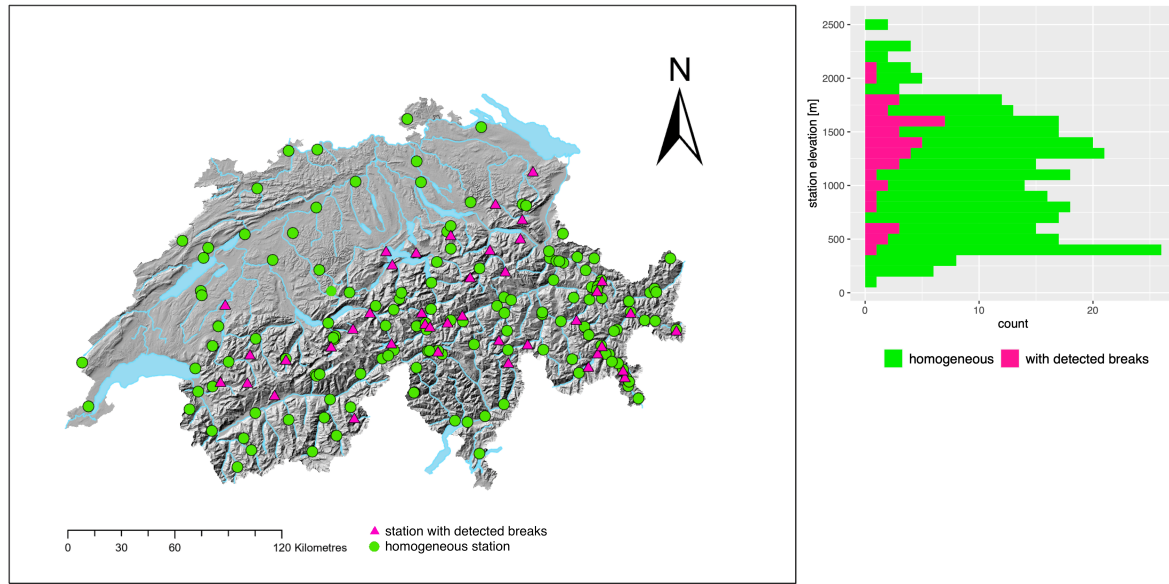 N
station with detected breaks
homogeneous station
0 30 60 120 Kilometres
2500
2000
1500
1000
500
0
station elevation [m]
0 10 20
count
homogeneous with detected breaks